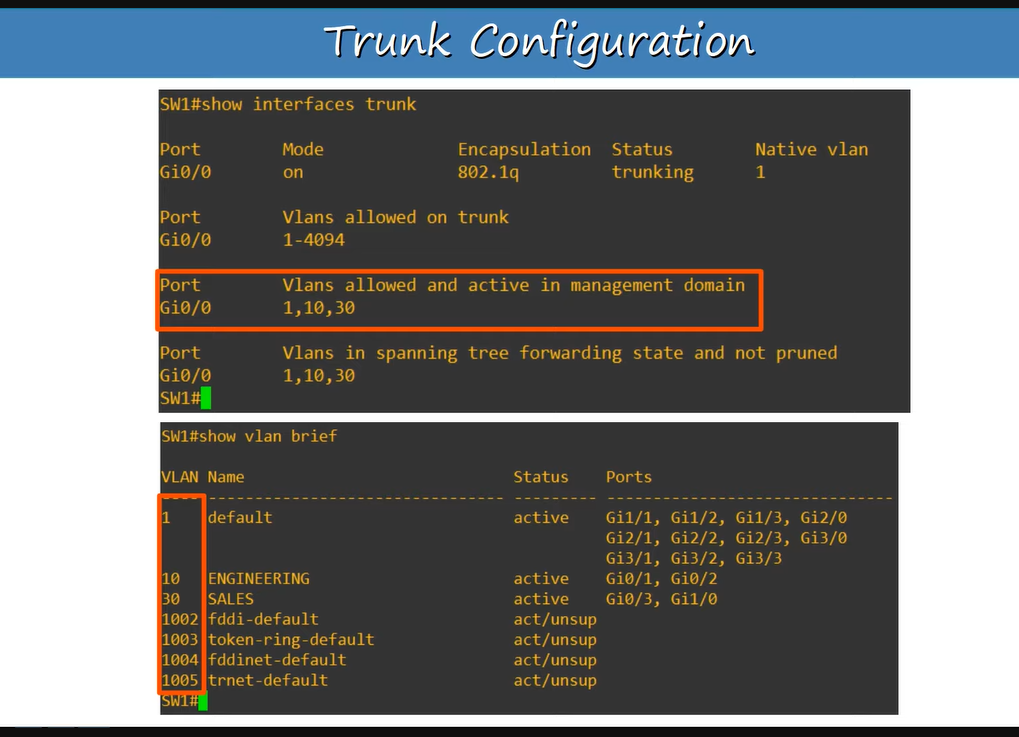 Trunk Configuration
SW1#show interfaces trunk
Port Mode Encapsulation Status Native vlan
Gi0/0 on 802.1q trunking 1
Port Vlans allowed on trunk
Gi0/0 1-4094
Port Vlans allowed and active in management domain
Gi0/0 1,10,30
Port Vlans in spanning tree forwarding state and not pruned
Gi0/0 1,10,30
SW1#
SW1#show vlan brief
VLAN Name Status Ports
---- -------------------------------- --------- -------------------------------
1 default active Gi1/1, Gi1/2, Gi1/3, Gi2/0
Gi2/1, Gi2/2, Gi2/3, Gi3/0
Gi3/1, Gi3/2, Gi3/3
10 ENGINEERING active Gi0/1, Gi0/2
30 SALES active Gi0/3, Gi1/0
1002 fddi-default act/unsup
1003 token-ring-default act/unsup
1004 fddinet-default act/unsup
1005 trnet-default act/unsup
SW1#